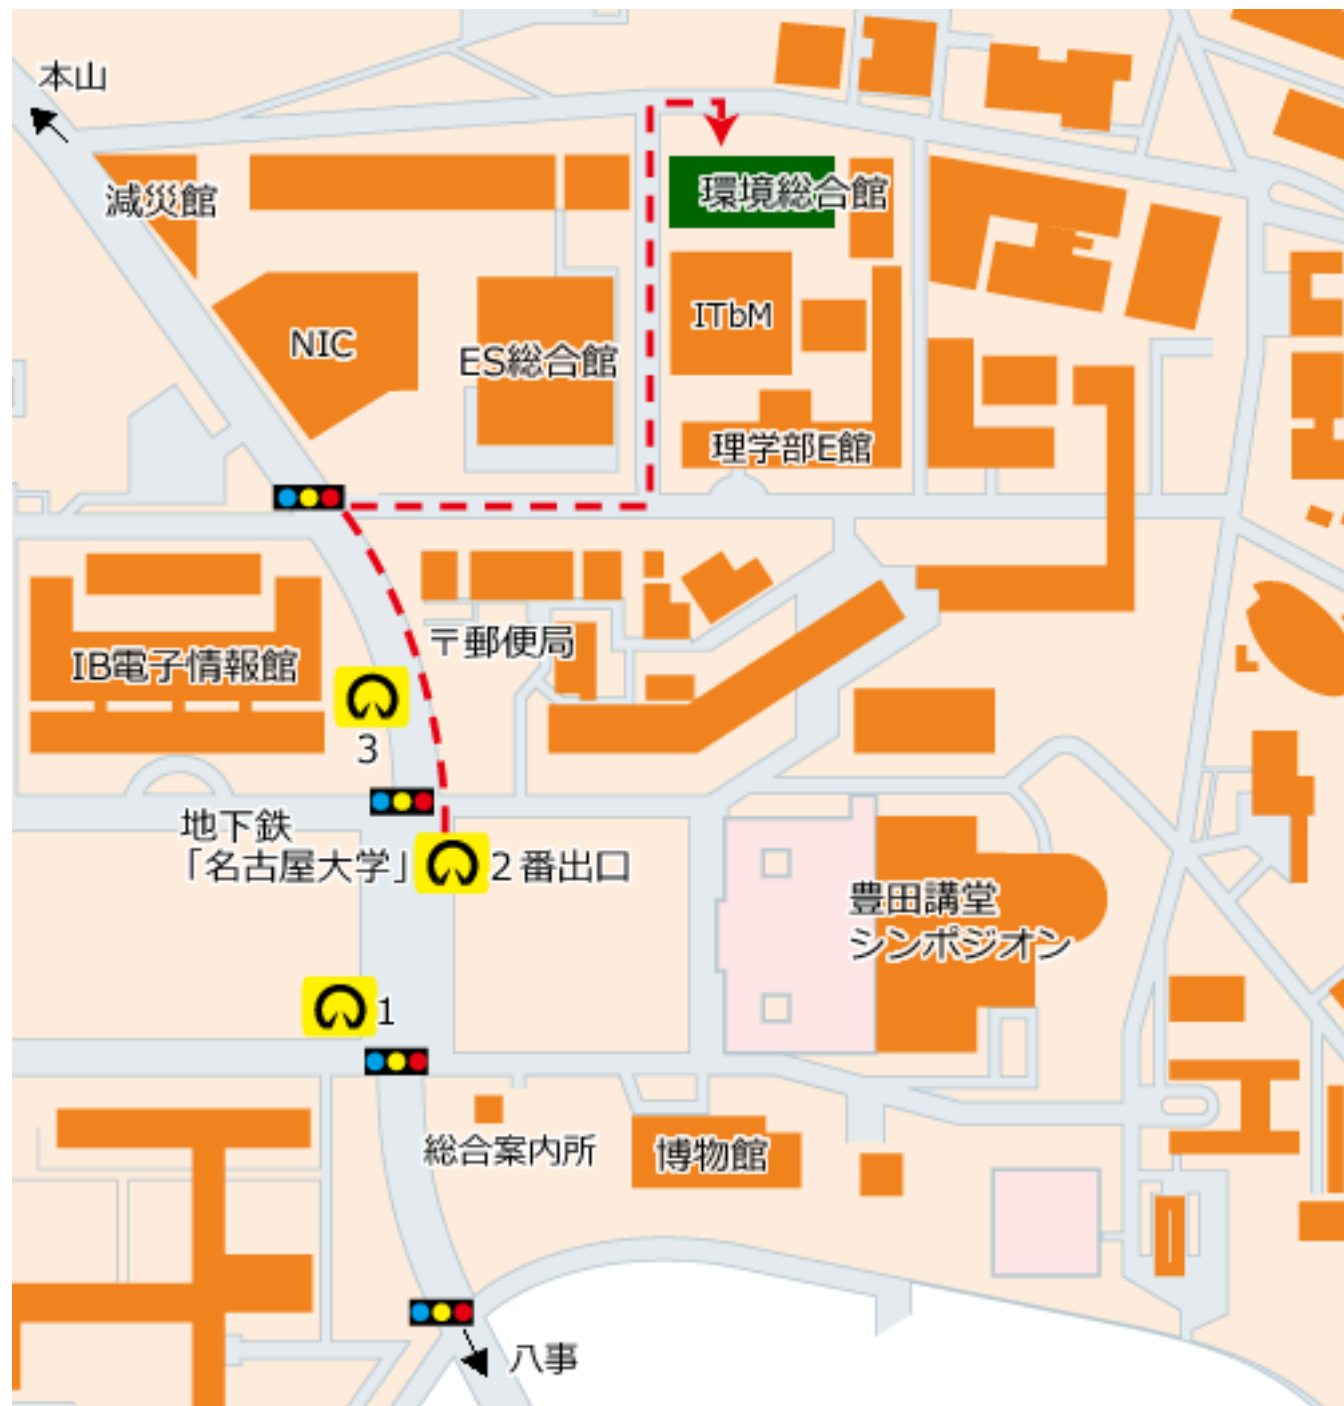 本山
減災館
環境総合館
NIC
ITbM
ES総合館
理学部E館
〒郵便局
IB電子情報館
3
地下鉄
「名古屋大学」
2番出口
豊田講堂
シンポジオン
1
総合案内所
博物館
八事